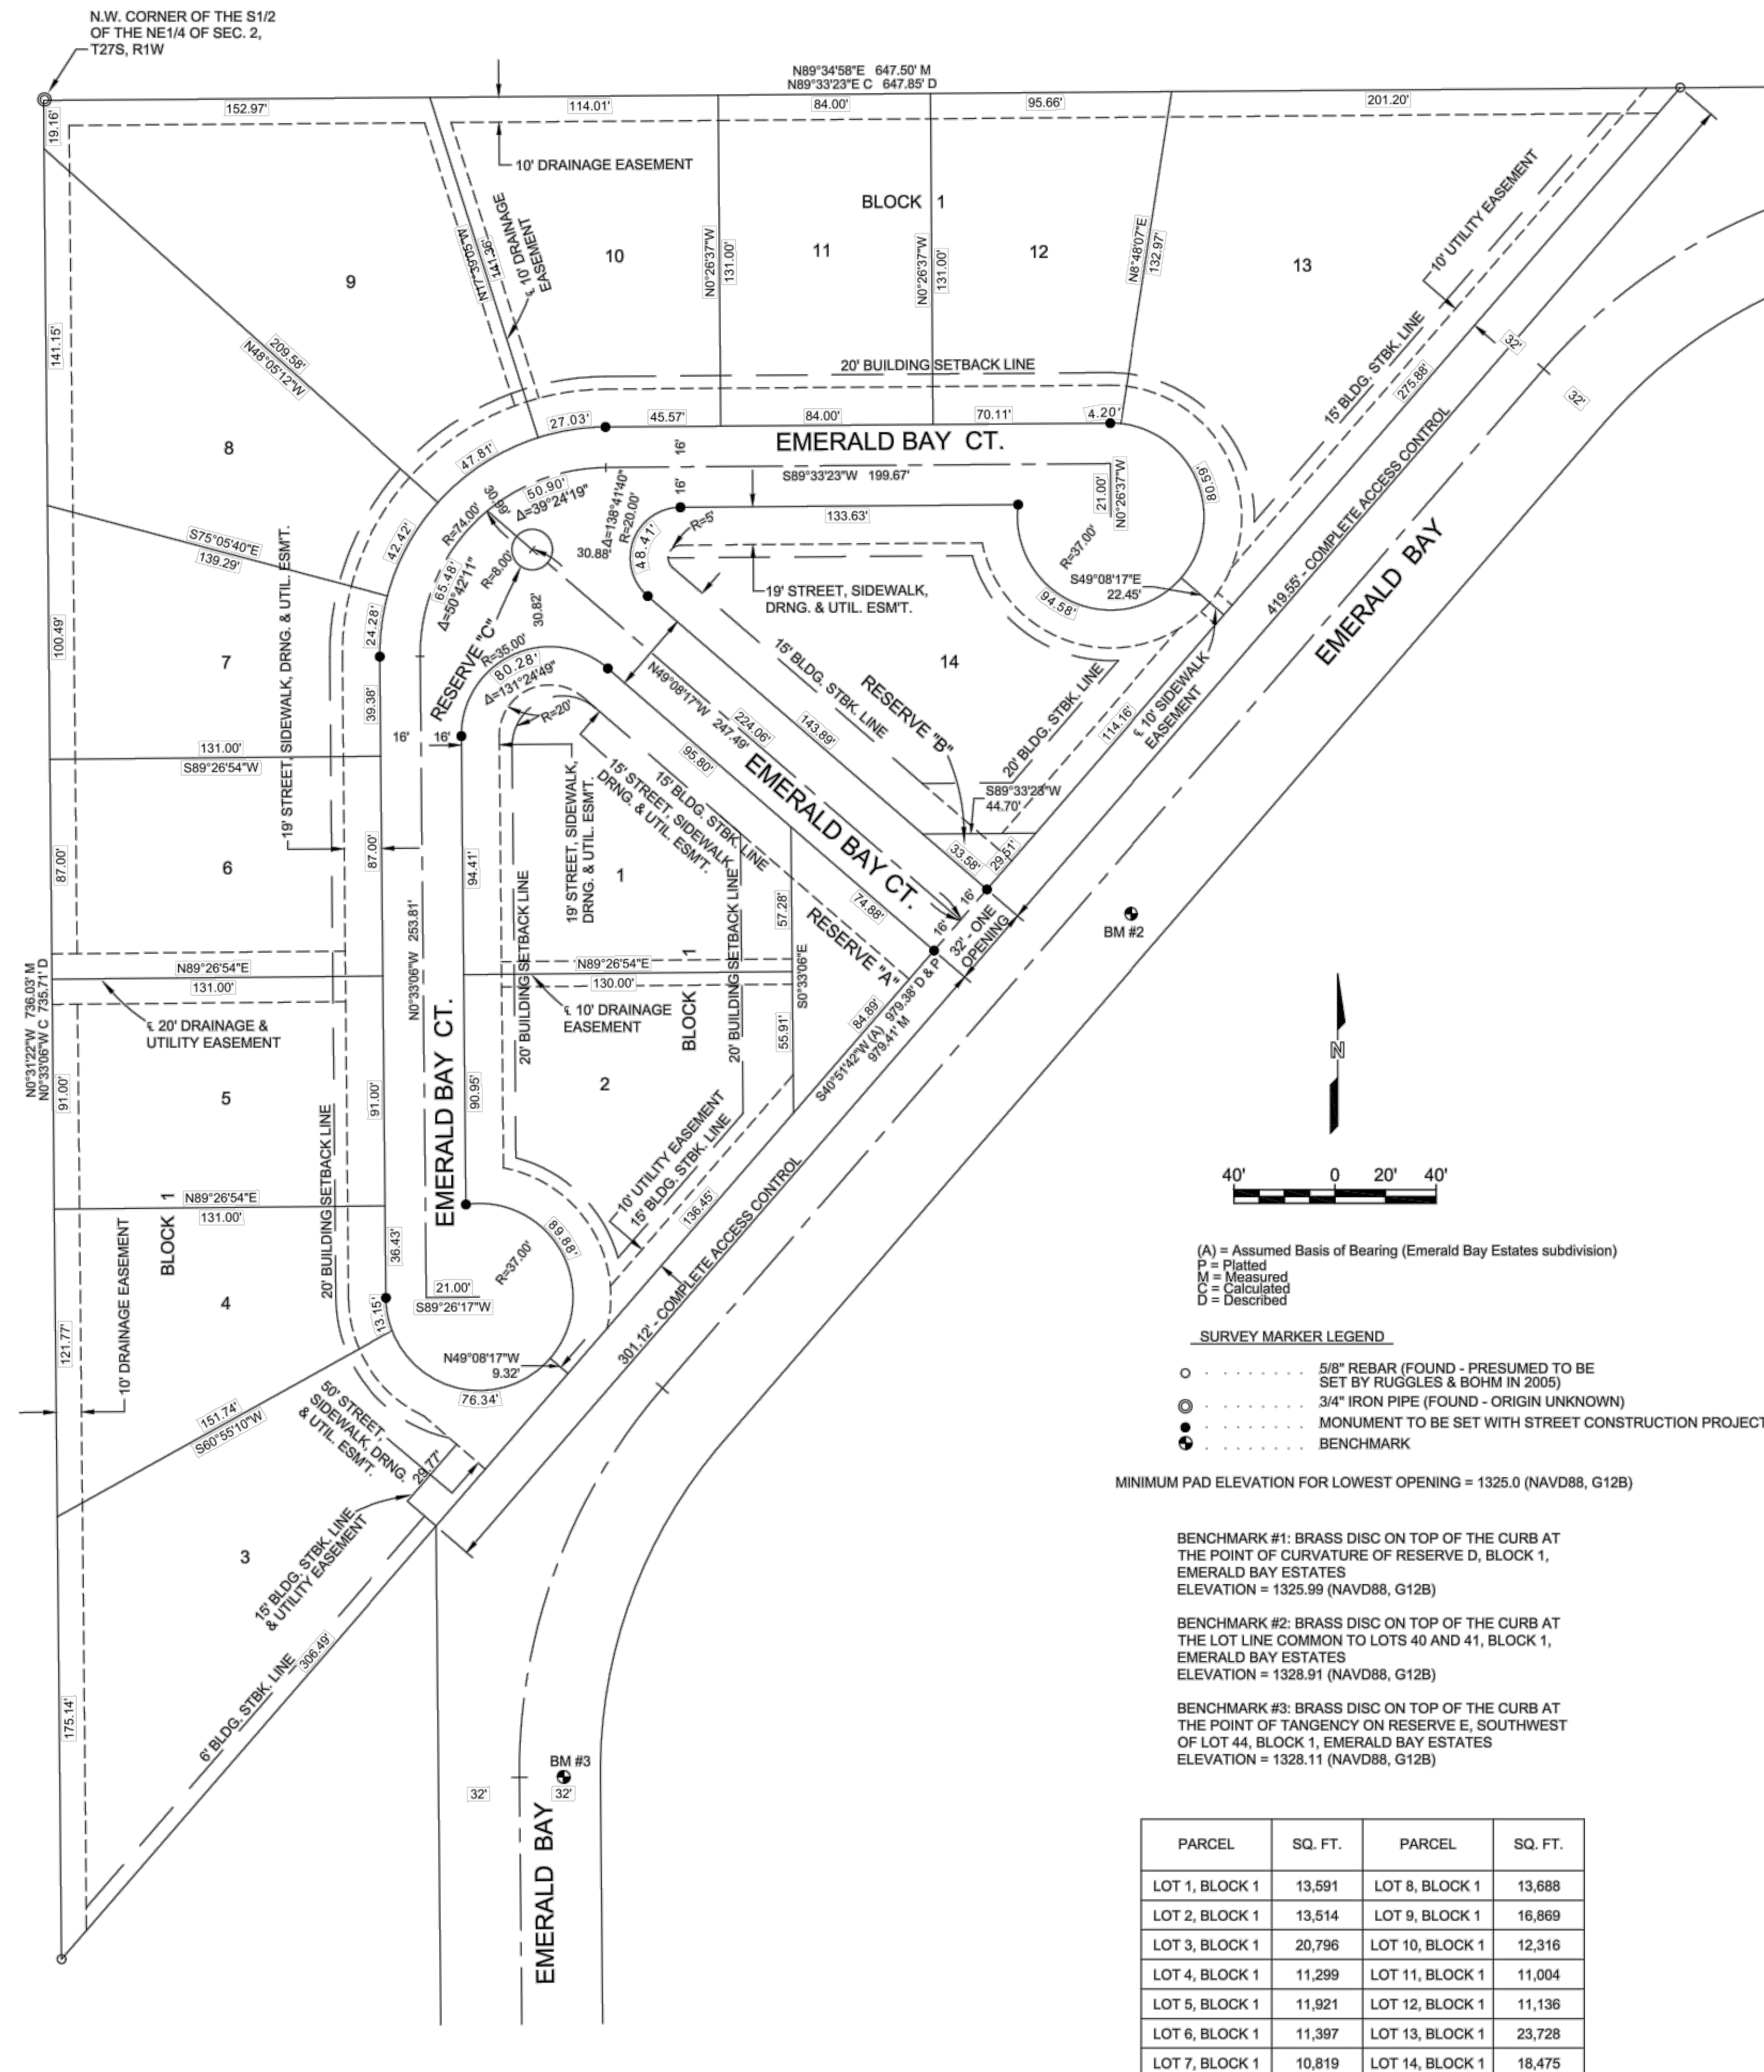 N.W. CORNER OF THE S1/2
OF THE NE1/4 OF SEC. 2,
T27S, R1W
N89°34'58"E 647.50' M
N89°33'23"E C 647.85' D
152.97'
114.01'
84.00'
95.66'
201.20'
19.16'
10' DRAINAGE EASEMENT
BLOCK 1
N17°39'05"W
141.36'
℄ 10' DRAINAGE
EASEMENT
9
10
11
12
13
N0°26'37"W
131.00'
N0°26'37"W
131.00'
N8°48'07"E
132.97'
10' UTILITY EASEMENT
141.15'
209.58'
N48°05'12"W
20' BUILDING SETBACK LINE
15' BLDG. STBK. LINE
275.88'
32'
32'
8
27.03'
45.57'
84.00'
70.11'
4.20'
EMERALD BAY CT.
47.81'
16'
16'
S89°33'23"W 199.67'
N0°26'37"W
21.00'
80.59'
419.55' - COMPLETE ACCESS CONTROL
EMERALD BAY
50.90'
Δ=39°24'19"
30.99'
R=74.00'
Δ=138°41'40"
R=20.00'
48.41'
30.88'
R=5'
133.63'
R=37.00'
94.58'
S49°08'17"E
22.45'
S75°05'40"E
139.29'
42.42'
65.48'
Δ=50°42'11"
R=8.00'
30.82'
19' STREET, SIDEWALK,
DRNG. & UTIL. ESM'T.
19' STREET, SIDEWALK, DRNG. & UTIL. ESM'T.
100.49'
24.28'
7
RESERVE "C"
R=35.00'
80.28'
Δ=131°24'49"
R=20'
N49°08'17"W 247.49'
224.06'
143.89'
15' BLDG. STBK. LINE
14
RESERVE "B"
20' BLDG. STBK. LINE
114.16'
℄ 10' SIDEWALK
EASEMENT
39.38'
16'
16'
131.00'
S89°26'54"W
95.80'
EMERALD BAY CT.
S89°33'23"W
44.70'
33.58'
29.51'
15' BLDG. STBK. LINE
15' STREET, SIDEWALK,
DRNG. & UTIL. ESM'T.
19' STREET, SIDEWALK,
DRNG. & UTIL. ESM'T.
6
87.00'
87.00'
94.41'
1
20' BUILDING SETBACK LINE
20' BUILDING SETBACK LINE
57.28'
74.88'
16'
16'
32' - ONE
OPENING
RESERVE "A"
BM #2
N0°31'22"W 736.03' M
N0°33'06"W C 735.71' D
N89°26'54"E
131.00'
N0°33'06"W 253.81'
N89°26'54"E
130.00'
S0°33'06"E
℄ 20' DRAINAGE &
UTILITY EASEMENT
℄ 10' DRAINAGE
EASEMENT
BLOCK 1
55.91'
84.89'
S40°51'42"W (A) 979.38' D & P
979.41' M
91.00'
5
91.00'
EMERALD BAY CT.
90.95'
2
N
10' UTILITY EASEMENT
15' BLDG. STBK. LINE
136.45'
301.12' - COMPLETE ACCESS CONTROL
20' BUILDING SETBACK LINE
40' 0 20' 40'
N89°26'54"E
131.00'
BLOCK 1
10' DRAINAGE EASEMENT
36.43'
89.88'
R=37.00'
21.00'
S89°26'17"W
4
13.15'
121.77'
N49°08'17"W
9.32'
76.34'
151.74'
S60°55'10"W
50' STREET,
SIDEWALK, DRNG.
& UTIL. ESM'T.
29.77'
(A) = Assumed Basis of Bearing (Emerald Bay Estates subdivision)
P = Platted
M = Measured
C = Calculated
D = Described
SURVEY MARKER LEGEND
5/8" REBAR (FOUND - PRESUMED TO BE
SET BY RUGGLES & BOHM IN 2005)
3/4" IRON PIPE (FOUND - ORIGIN UNKNOWN)
MONUMENT TO BE SET WITH STREET CONSTRUCTION PROJECT
BENCHMARK
MINIMUM PAD ELEVATION FOR LOWEST OPENING = 1325.0 (NAVD88, G12B)
3
15' BLDG. STBK. LINE
& UTILITY EASEMENT
6' BLDG. STBK. LINE
306.49'
175.14'
BENCHMARK #1: BRASS DISC ON TOP OF THE CURB AT
THE POINT OF CURVATURE OF RESERVE D, BLOCK 1,
EMERALD BAY ESTATES
ELEVATION = 1325.99 (NAVD88, G12B)
BENCHMARK #2: BRASS DISC ON TOP OF THE CURB AT
THE LOT LINE COMMON TO LOTS 40 AND 41, BLOCK 1,
EMERALD BAY ESTATES
ELEVATION = 1328.91 (NAVD88, G12B)
BENCHMARK #3: BRASS DISC ON TOP OF THE CURB AT
THE POINT OF TANGENCY ON RESERVE E, SOUTHWEST
OF LOT 44, BLOCK 1, EMERALD BAY ESTATES
ELEVATION = 1328.11 (NAVD88, G12B)
BM #3
32'
32'
EMERALD BAY
PARCEL SQ. FT. PARCEL SQ. FT.
LOT 1, BLOCK 1 13,591 LOT 8, BLOCK 1 13,688
LOT 2, BLOCK 1 13,514 LOT 9, BLOCK 1 16,869
LOT 3, BLOCK 1 20,796 LOT 10, BLOCK 1 12,316
LOT 4, BLOCK 1 11,299 LOT 11, BLOCK 1 11,004
LOT 5, BLOCK 1 11,921 LOT 12, BLOCK 1 11,136
LOT 6, BLOCK 1 11,397 LOT 13, BLOCK 1 23,728
LOT 7, BLOCK 1 10,819 LOT 14, BLOCK 1 18,475